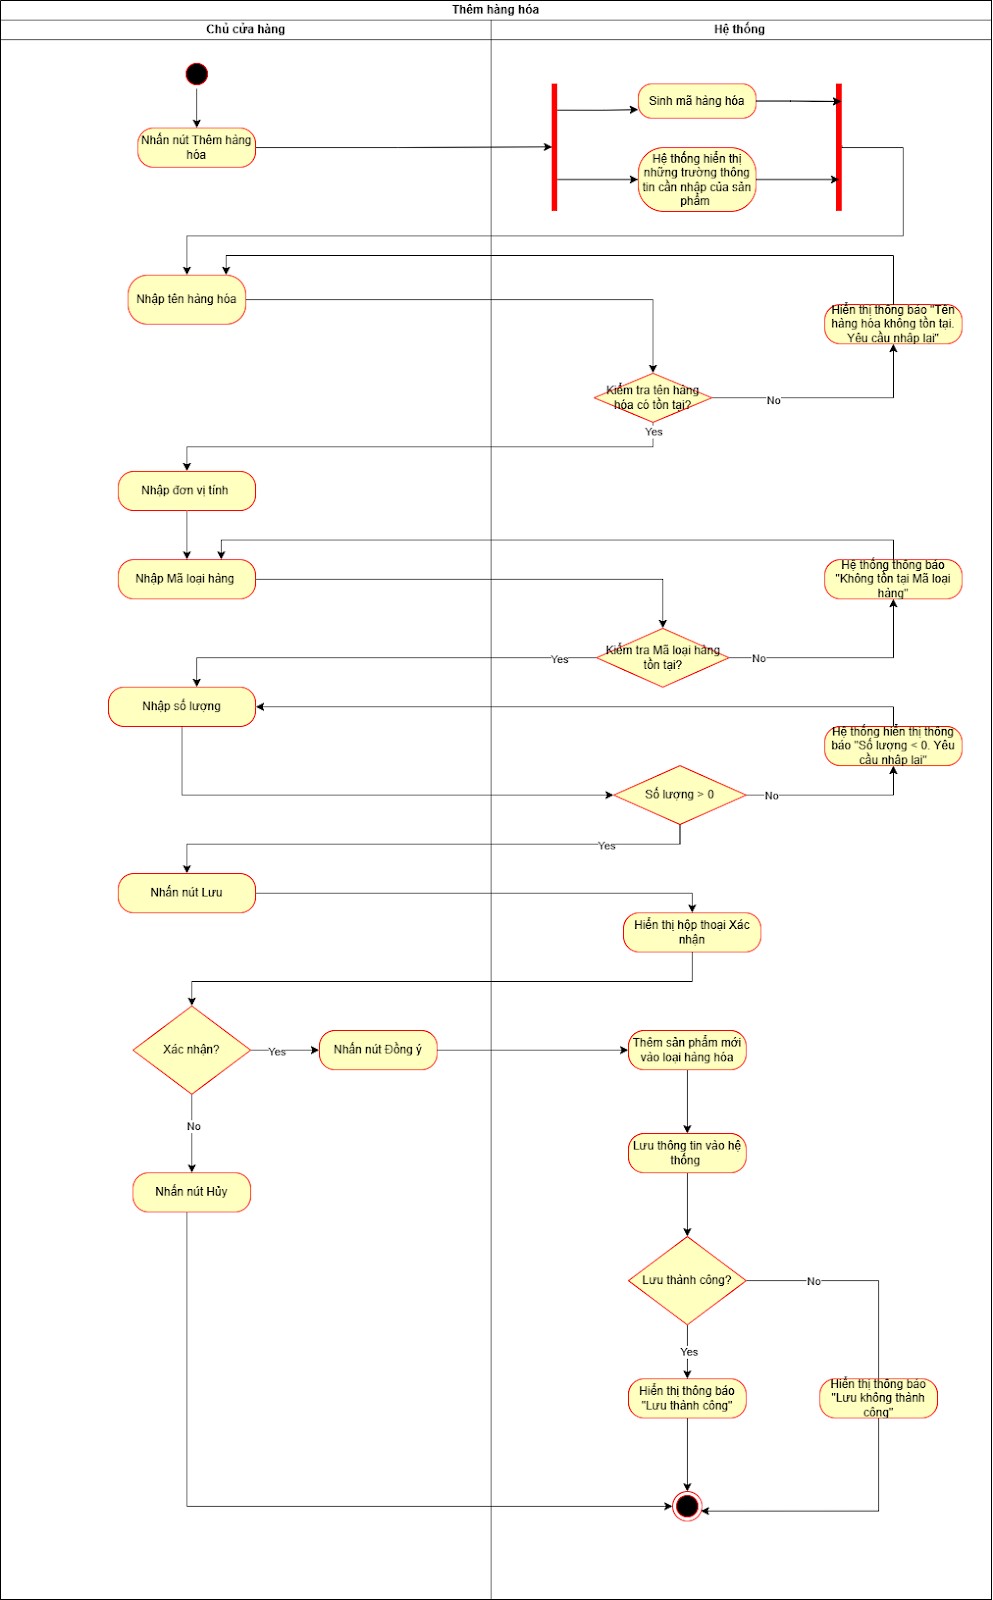 Thêm hàng hóa
Chủ cửa hàng
Hệ thống
Nhấn nút Thêm hàng
hóa
Sinh mã hàng hóa
Hệ thống hiển thị
những trường thông
tin cần nhập của sản
phẩm
Nhập tên hàng hóa
Hiển thị thông báo "Tên
hàng hóa không tồn tại.
Yêu cầu nhập lại"
Kiểm tra tên hàng
hóa có tồn tại?
No
Yes
Nhập đơn vị tính
Nhập Mã loại hàng
Hệ thống thông báo
"Không tồn tại Mã loại
hàng"
Kiểm tra Mã loại hàng
tồn tại?
Yes
No
Nhập số lượng
Hệ thống hiển thị thông
báo "Số lượng < 0. Yêu
cầu nhập lại"
Số lượng > 0
No
Yes
Nhấn nút Lưu
Hiển thị hộp thoại Xác
nhận
Xác nhận?
Yes
Nhấn nút Đồng ý
Thêm sản phẩm mới
vào loại hàng hóa
No
Lưu thông tin vào hệ
thống
Nhấn nút Hủy
Lưu thành công?
No
Yes
Hiển thị thông báo
"Lưu thành công"
Hiển thị thông báo
"Lưu không thành
công"